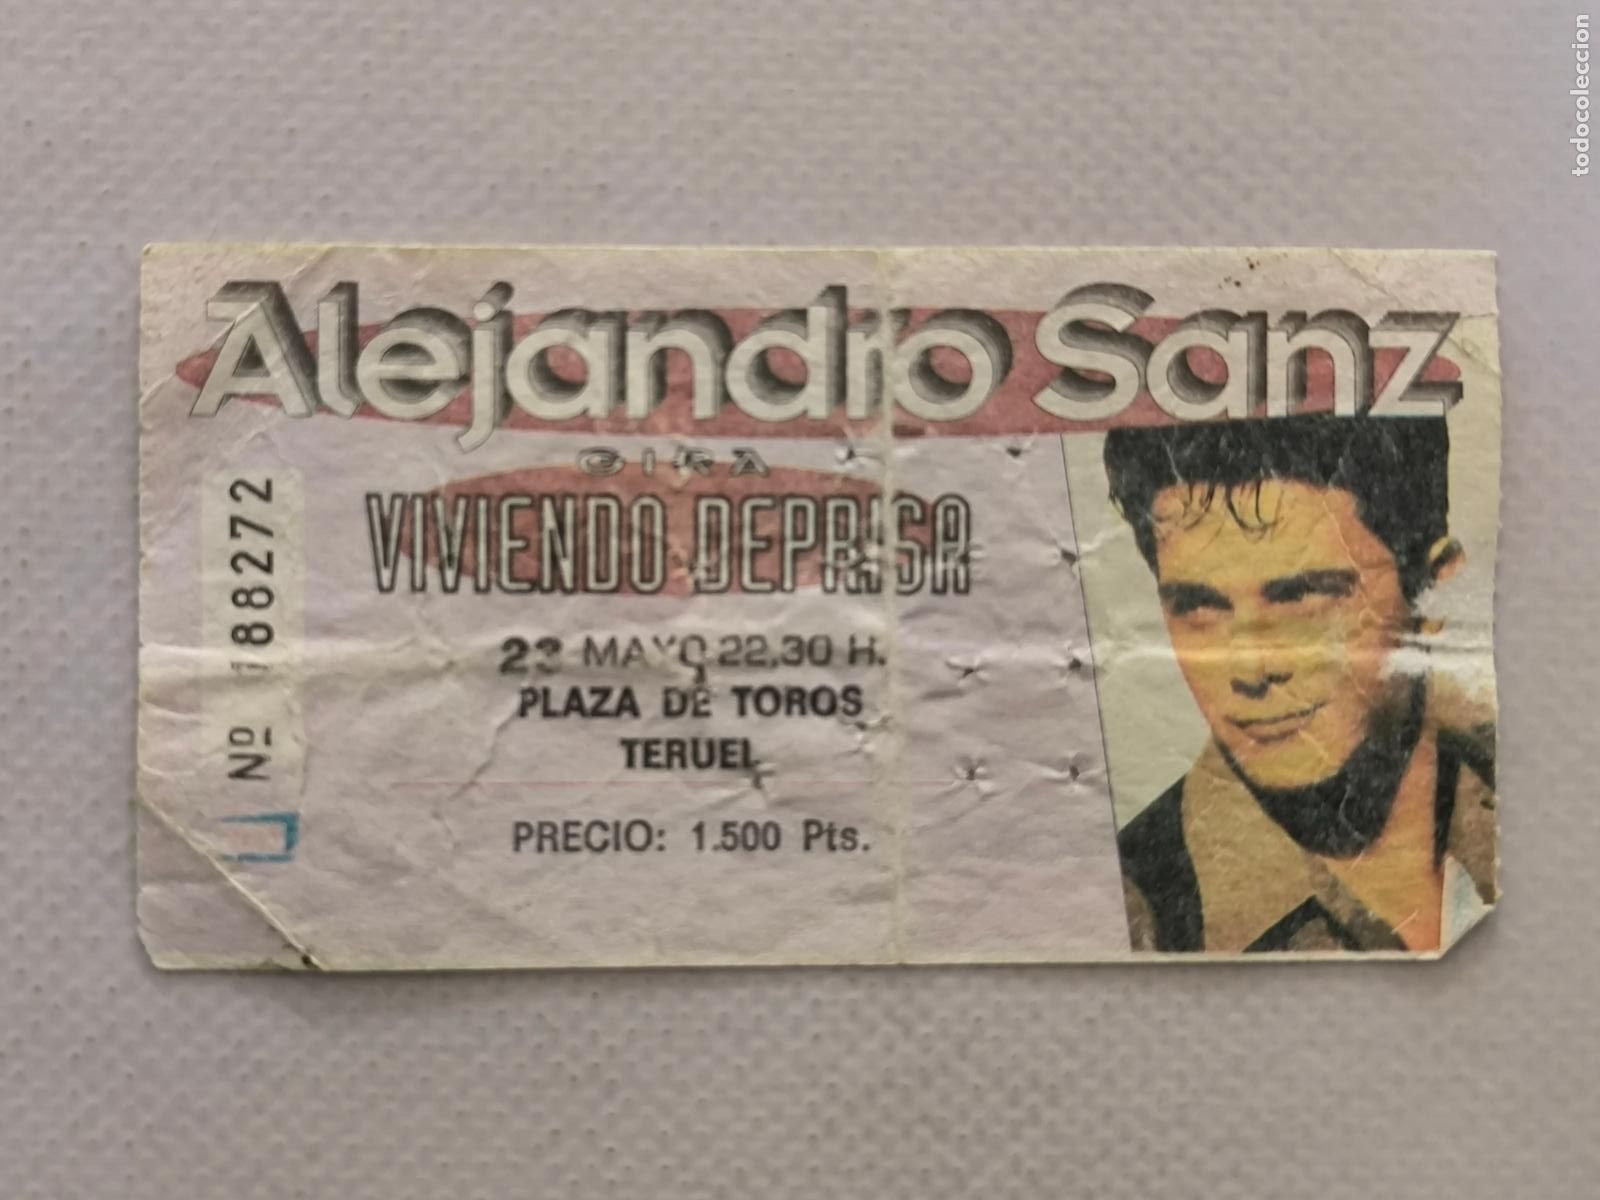 Alejandro Sanz
GIRA
VIVIENDO DEPRISA
23 MAYO 22,30 H.
PLAZA DE TOROS
TERUEL
PRECIO: 1.500 Pts.
Nº 188272
todocoleccion